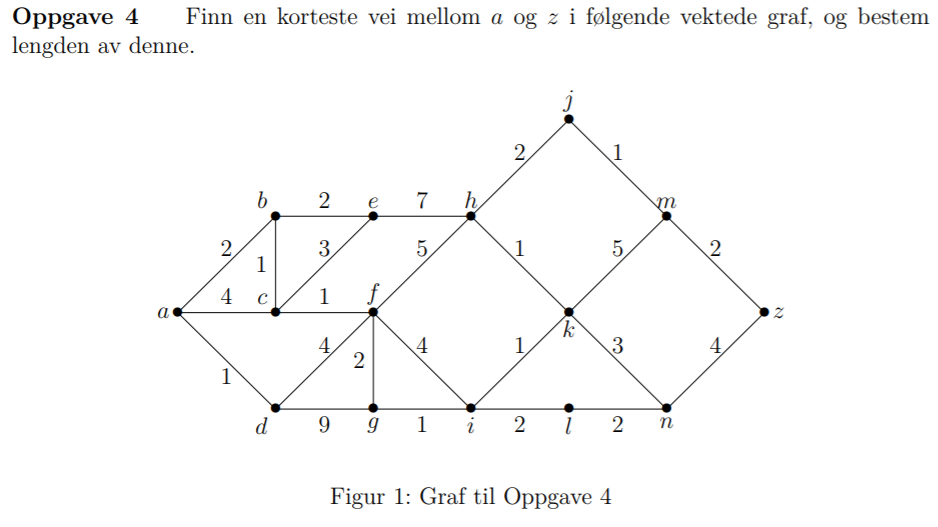 Oppgave 4 Finn en korteste vei mellom a og z i følgende vektede graf, og bestem
lengden av denne.
j
2 1
b 2 e 7 h m
2 1 3 5 1 5 2
4 c 1 f
a z
k
1 4 2 4 1 3 4
d 9 g 1 i 2 l 2 n
Figur 1: Graf til Oppgave 4